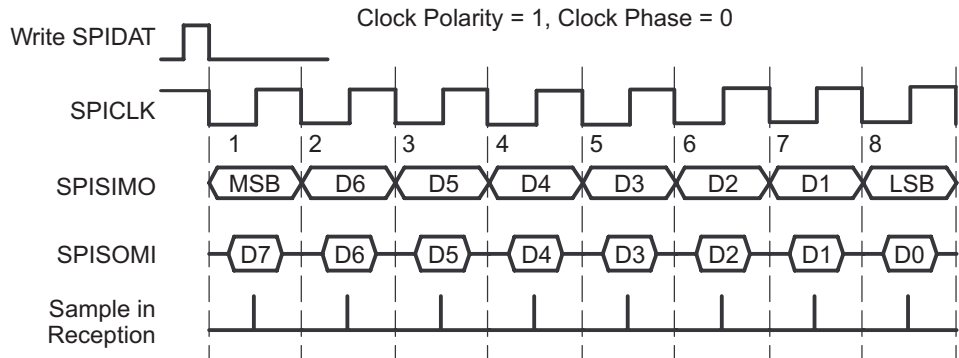 Clock Polarity = 1, Clock Phase = 0
Write SPIDAT
SPICLK
1 2 3 4 5 6 7 8
SPISIMO MSB D6 D5 D4 D3 D2 D1 LSB
SPISOMI D7 D6 D5 D4 D3 D2 D1 D0
Sample in
Reception